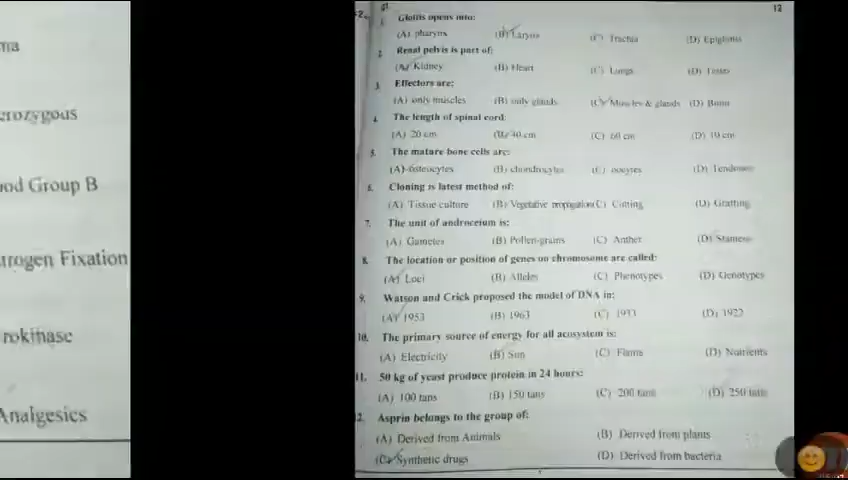 ma
erozygous
ood Group B
trogen Fixation
rokinase
Analgesics
12
1. Glottis opens into:
(A) pharynx (B) Larynx (C) Trachia (D) Epiglottis
2. Renal pelvis is part of:
(A) Kidney (B) Heart (C) Lungs (D) Testes
3. Effectors are:
(A) only muscles (B) only glands (C) Muscles & glands (D) Bone
4. The length of spinal cord:
(A) 20 cm (B) 40 cm (C) 60 cm (D) 10 cm
5. The mature bone cells are:
(A) osteocytes (B) chondrocytes (C) oocytes (D) Tendones
6. Cloning is latest method of:
(A) Tissue culture (B) Vegetative propagation (C) Cutting (D) Grafting
7. The unit of androceium is:
(A) Gametes (B) Pollen-grains (C) Anther (D) Stamens
8. The location or position of genes on chromosome are called:
(A) Loci (B) Alleles (C) Phenotypes (D) Genotypes
9. Watson and Crick proposed the model of DNA in:
(A) 1953 (B) 1963 (C) 1933 (D) 1922
10. The primary source of energy for all acosystem is:
(A) Electricity (B) Sun (C) Flame (D) Nutrients
11. 50 kg of yeast produce protein in 24 hours:
(A) 100 tans (B) 150 tans (C) 200 tans (D) 250 tans
12. Asprin belongs to the group of:
(A) Derived from Animals (B) Derived from plants
(C) Synthetic drugs (D) Derived from bacteria